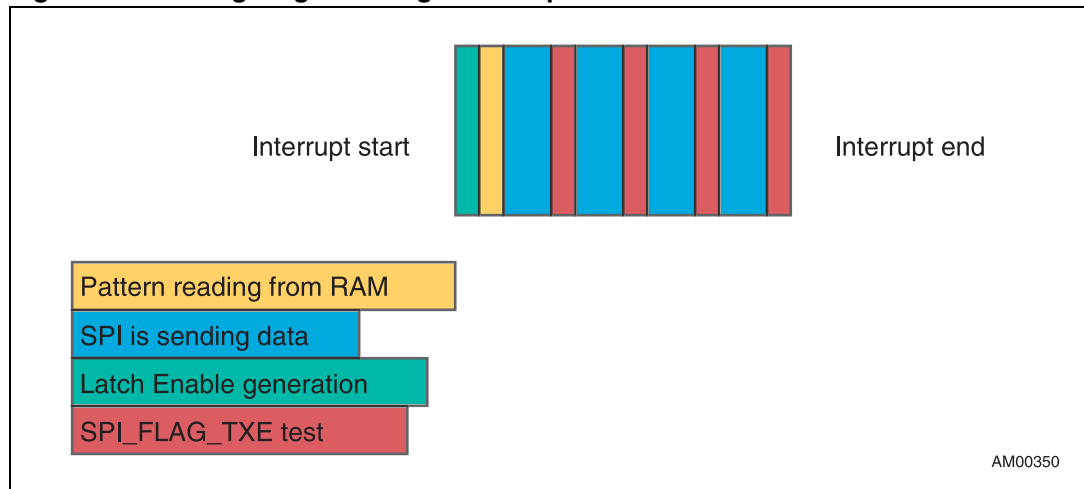 Interrupt start
Interrupt end
Pattern reading from RAM
SPI is sending data
Latch Enable generation
SPI_FLAG_TXE test
AM00350